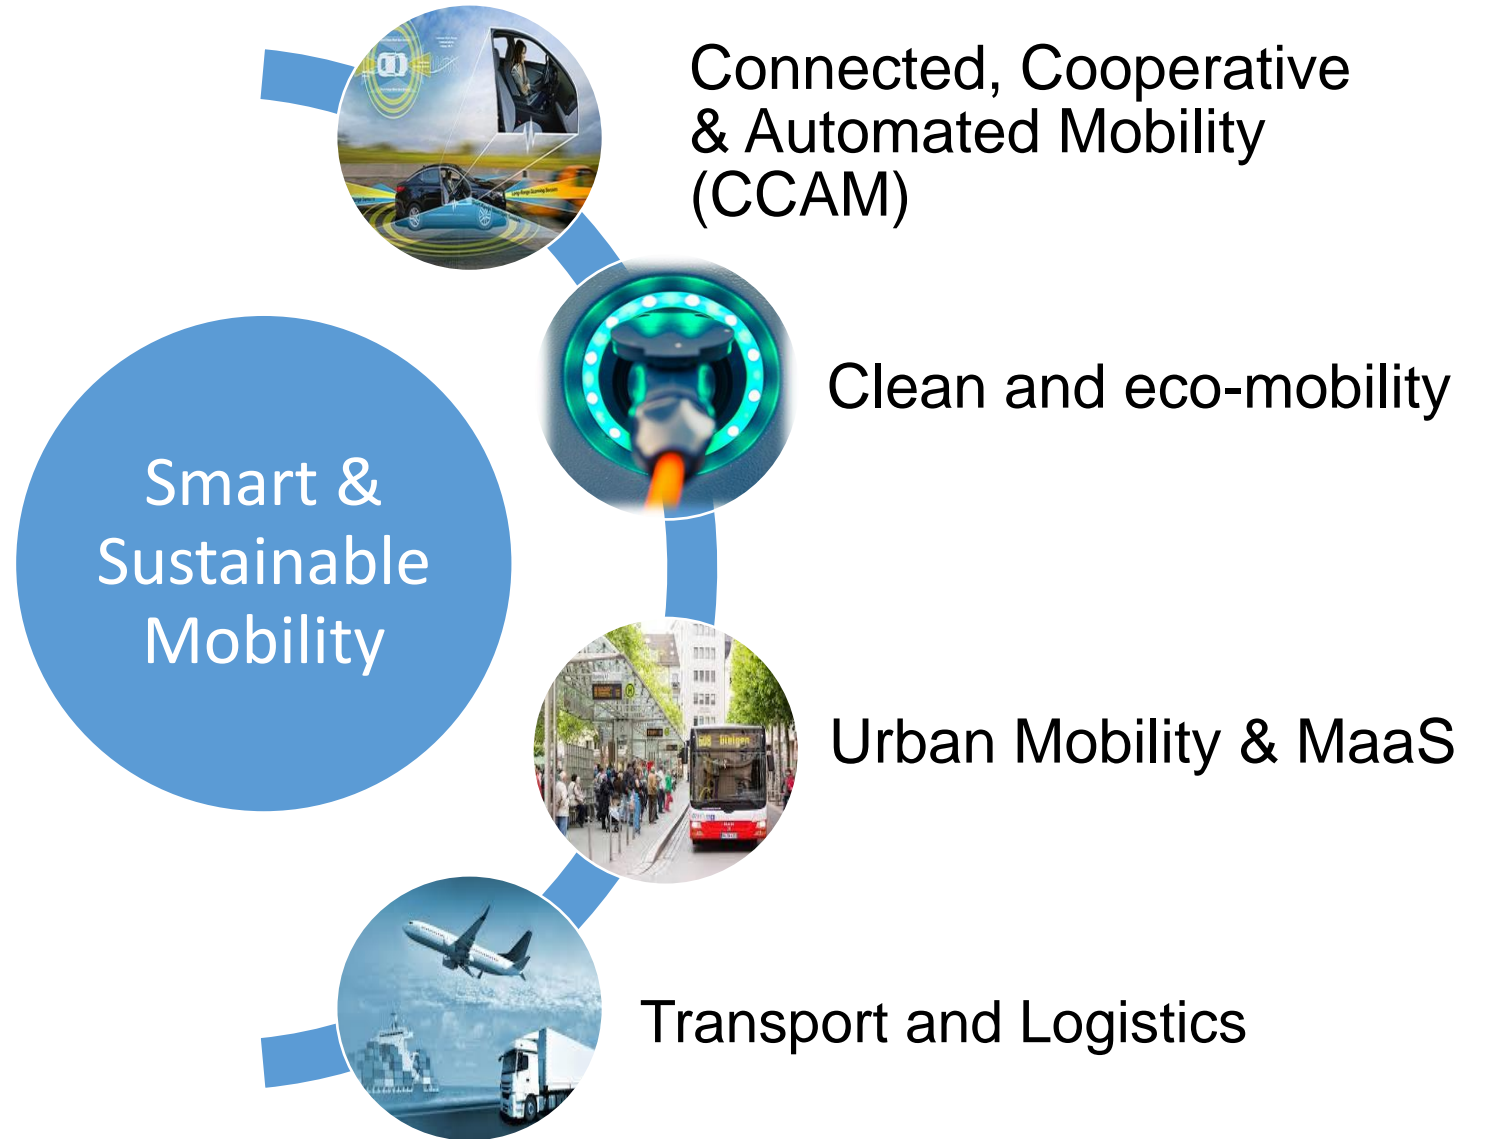 Connected, Cooperative
& Automated Mobility
(CCAM)
Clean and eco-mobility
Smart &
Sustainable
Mobility
Urban Mobility & MaaS
Transport and Logistics